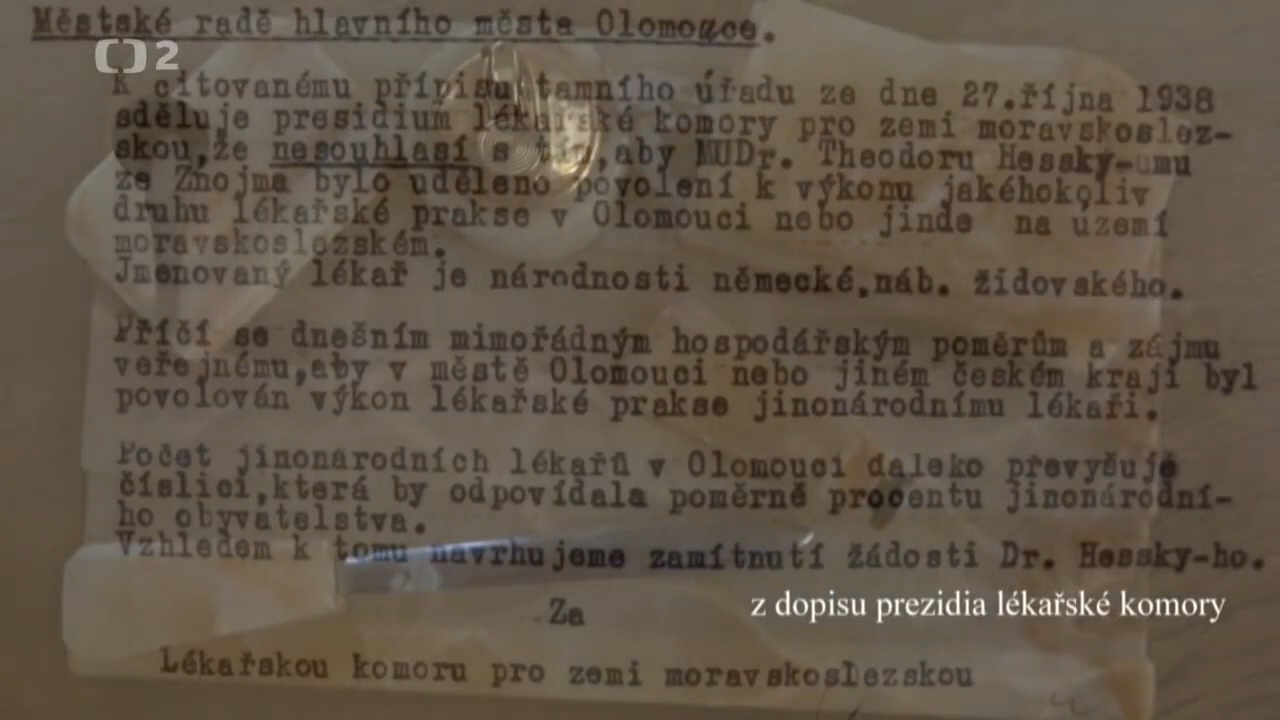 Městské radě hlavního města Olomouce.
2
K citovanému přípisu tamního úřadu ze dne 27.října 1938
sděluje presidium lékařské komory pro zemi moravskoslez-
skou,že nesouhlasí s tím,aby MUDr. Theodoru Hessky-umu
ze Znojma bylo uděleno povolení k výkonu jakéhokoliv
druhu lékařské prakse v Olomouci nebo jinde na území
moravskoslezském.
Jmenovaný lékař je národnosti německé,náb. židovského.
Příčí se dnešním mimořádným hospodářským poměrům a zájmu
veřejnému,aby v městě Olomouci nebo jiném českém kraji byl
povolován výkon lékařské prakse jinonárodnímu lékaři.
Počet jinonárodních lékařů v Olomouci daleko převyšuje
číslici,která by odpovídala poměrně procentu jinonárodní-
ho obyvatelstva.
Vzhledem k tomu navrhujeme zamítnutí žádosti Dr. Hessky-ho.
z dopisu prezidia lékařské komory
Za
Lékařskou komoru pro zemi moravskoslezskou